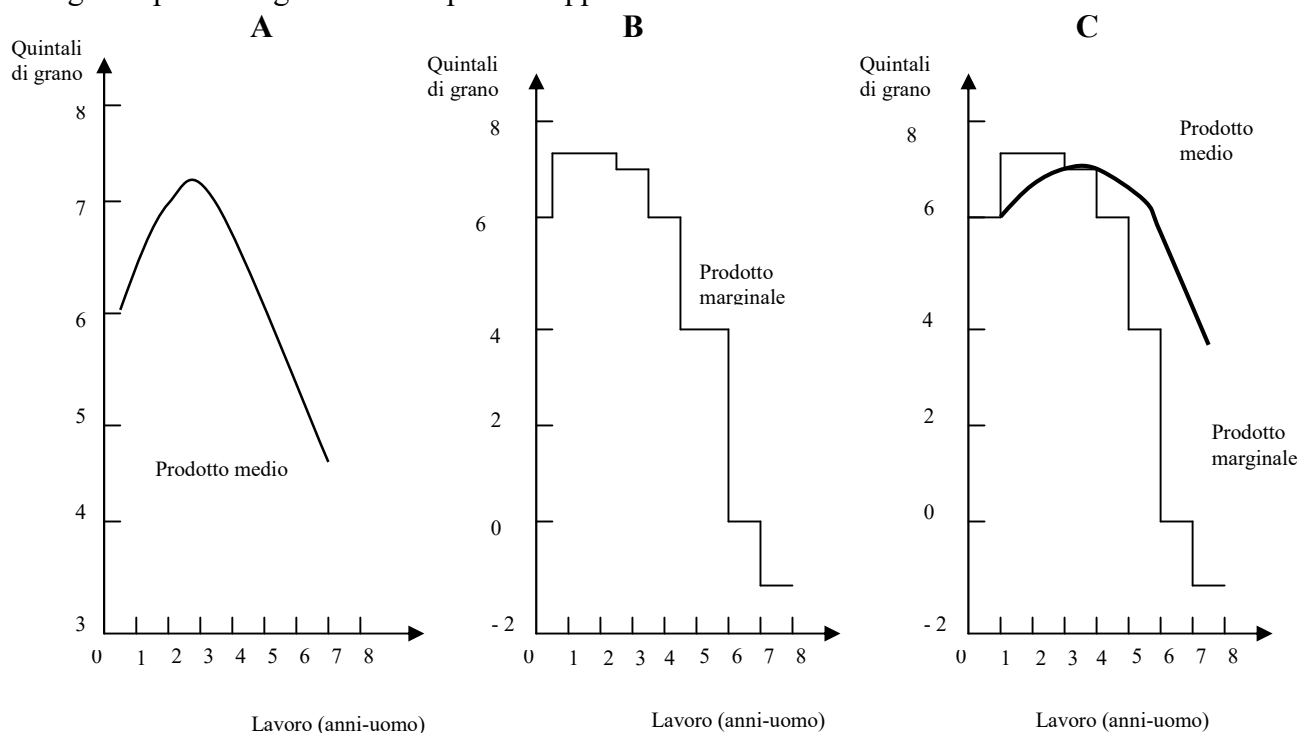 A
B
C
Quintali
di grano
8
7
6
5
4
3
0 1 2 3 4 5 6 7 8
Prodotto medio
Lavoro (anni-uomo)
Quintali
di grano
8
6
4
2
0
- 2
0 1 2 3 4 5 6 7 8
Prodotto
marginale
Lavoro (anni-uomo)
Quintali
di grano
8
6
4
2
0
- 2
0 1 2 3 4 5 6 7 8
Prodotto
medio
Prodotto
marginale
Lavoro (anni-uomo)